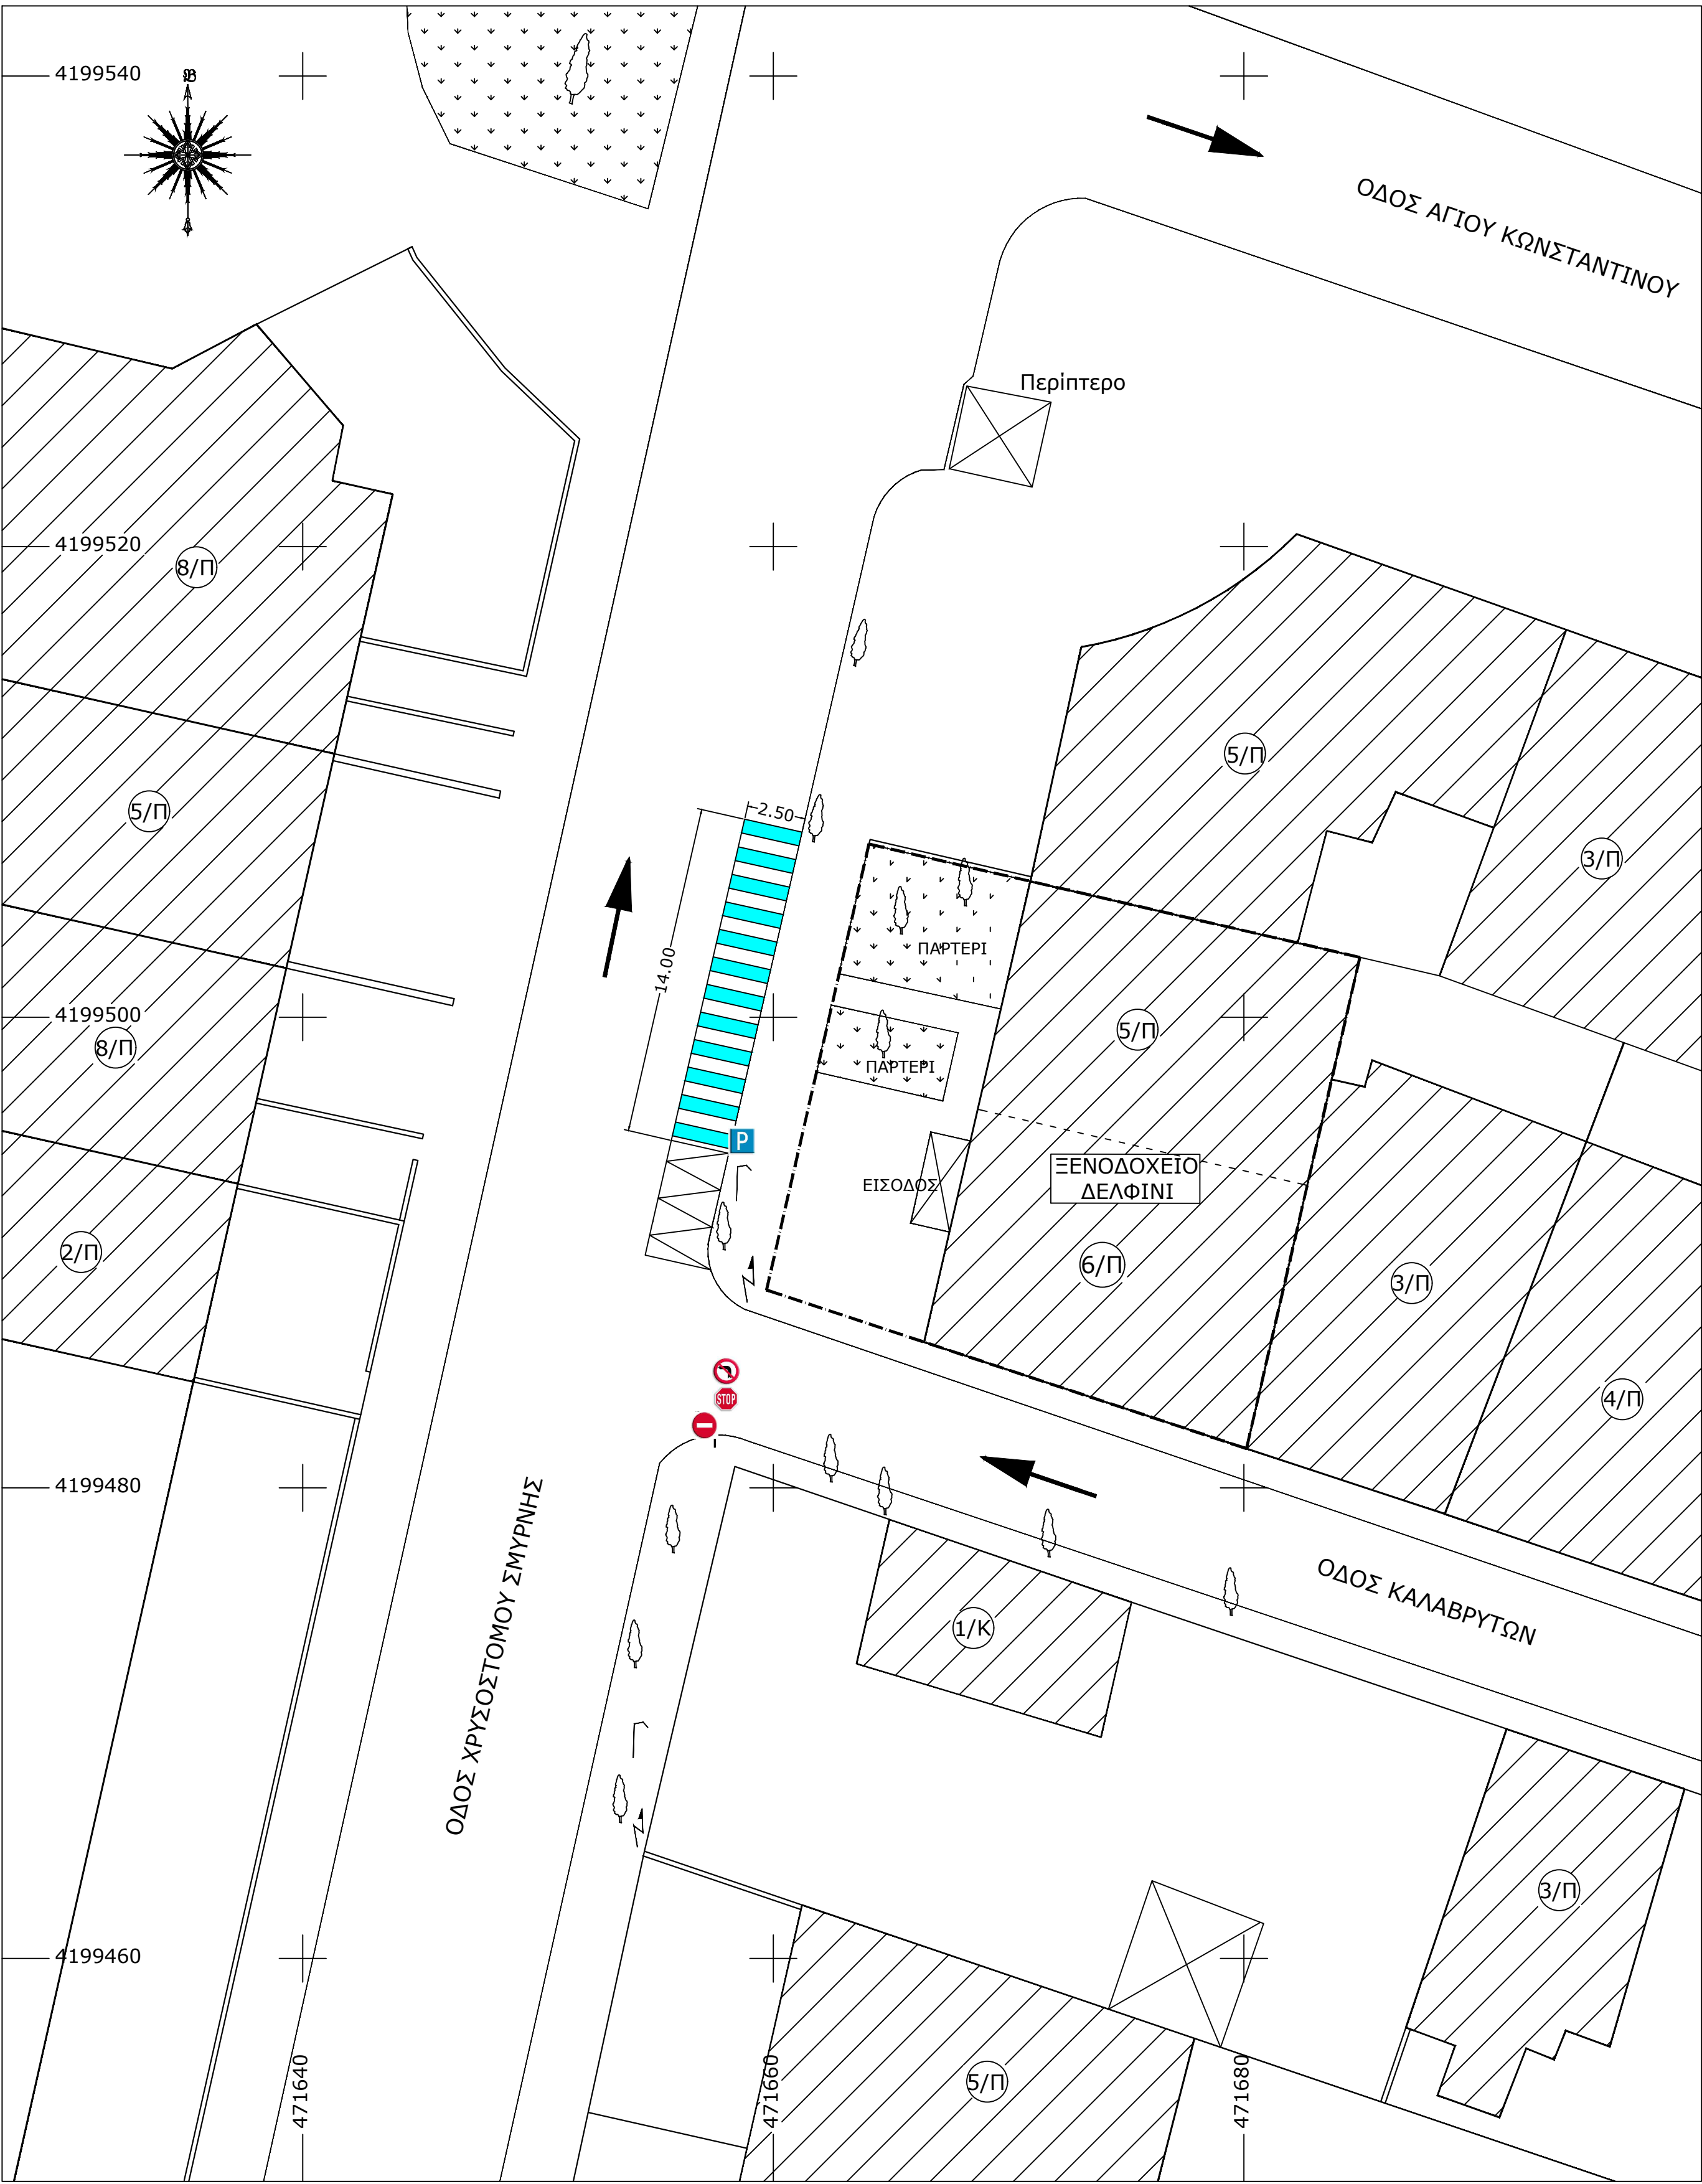 4199540
Β
ΟΔΟΣ ΑΓΙΟΥ ΚΩΝΣΤΑΝΤΙΝΟΥ
Περίπτερο
4199520
8/Π
5/Π
5/Π
3/Π
2.50
14.00
ΠΑΡΤΕΡΙ
4199500
8/Π
5/Π
ΠΑΡΤΕΡΙ
P
ΞΕΝΟΔΟΧΕΙΟ
ΔΕΛΦΙΝΙ
ΕΙΣΟΔΟΣ
2/Π
6/Π
3/Π
4/Π
STOP
4199480
ΟΔΟΣ ΧΡΥΣΟΣΤΟΜΟΥ ΣΜΥΡΝΗΣ
ΟΔΟΣ ΚΑΛΑΒΡΥΤΩΝ
1/Κ
3/Π
4199460
5/Π
471640
471660
471680